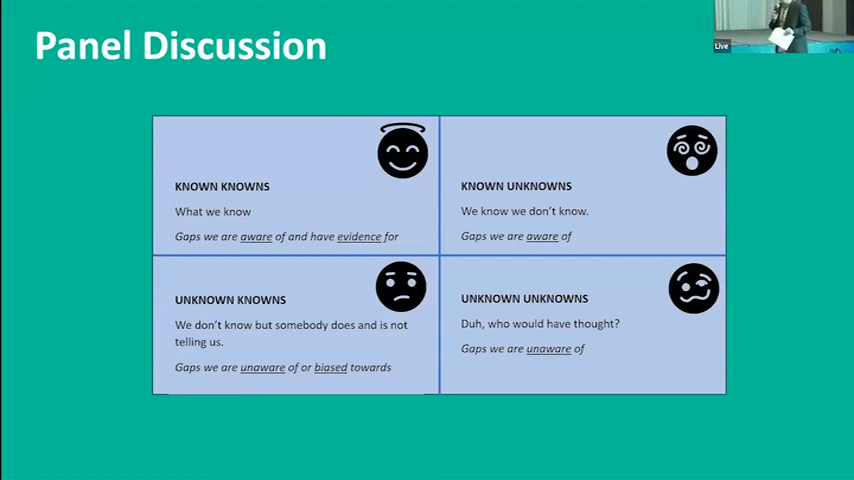 Panel Discussion
Live
KNOWN KNOWNS
What we know
Gaps we are aware of and have evidence for
KNOWN UNKNOWNS
We know we don't know.
Gaps we are aware of
UNKNOWN KNOWNS
We don't know but somebody does and is not
telling us.
Gaps we are unaware of or biased towards
UNKNOWN UNKNOWNS
Duh, who would have thought?
Gaps we are unaware of